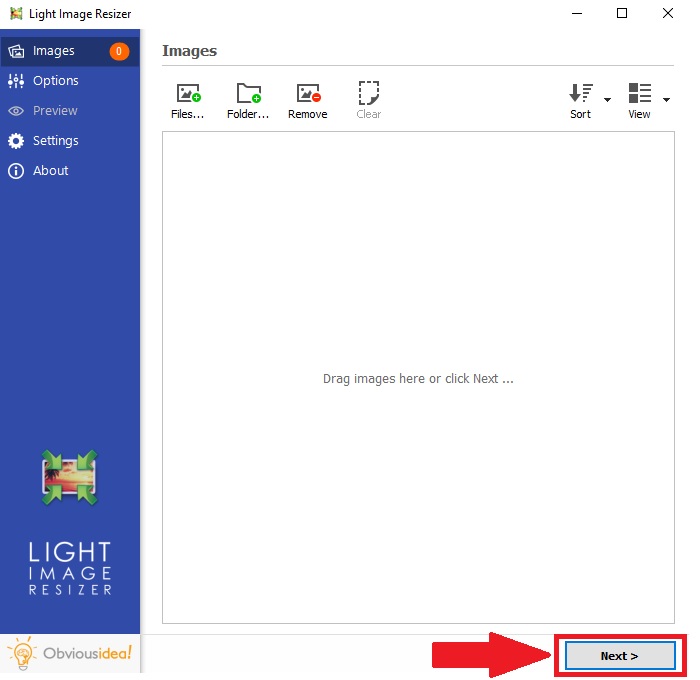 Light Image Resizer
Images 0
Options
Preview
Settings
About
LIGHT
IMAGE
RESIZER
Obviousidea!
Images
Files... Folder... Remove Clear Sort View
Drag images here or click Next ...
Next >